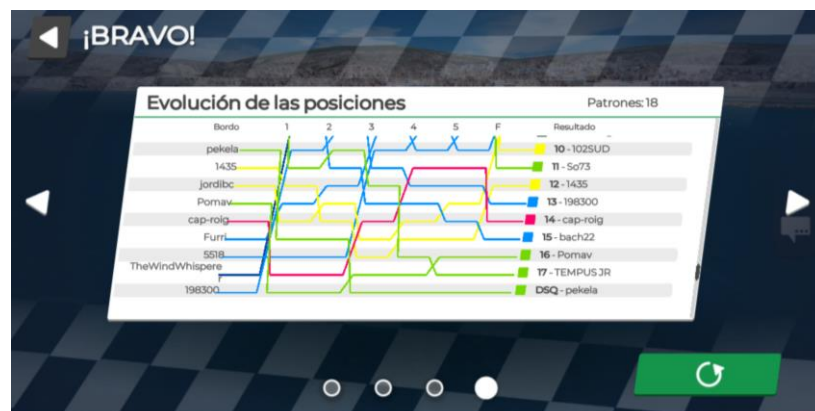 ¡BRAVO!
Evolución de las posiciones
Patrones: 18
Bordo 1 2 3 4 5 F Resultado
pekela 10 - 102SUD
1435 11 - So73
jordibc 12 - 1435
Pomav 13 - 198300
cap-roig 14 - cap-roig
Furri 15 - bach22
5518 16 - Pomav
TheWindWhispere
r 17 - TEMPUSJR
198300 DSQ - pekela